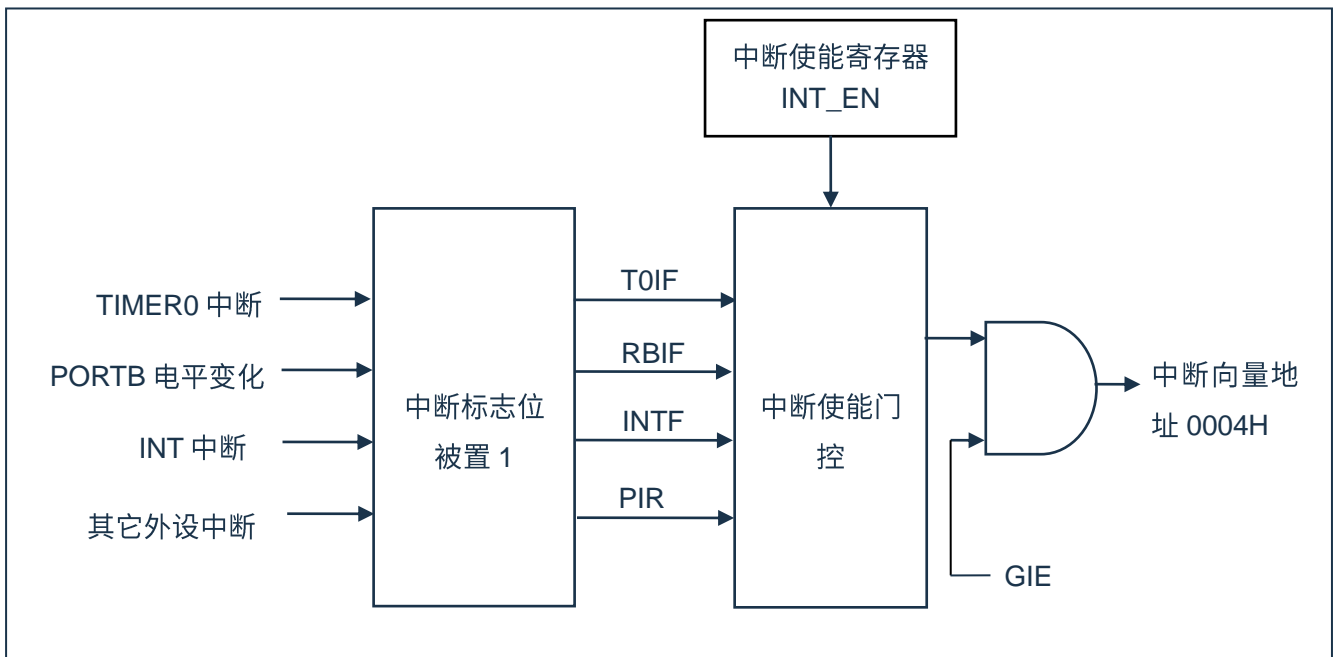 中断使能寄存器
INT_EN
TIMER0 中断
PORTB 电平变化
INT 中断
其它外设中断
中断标志位
被置 1
T0IF
RBIF
INTF
PIR
中断使能门
控
中断向量地
址 0004H
GIE